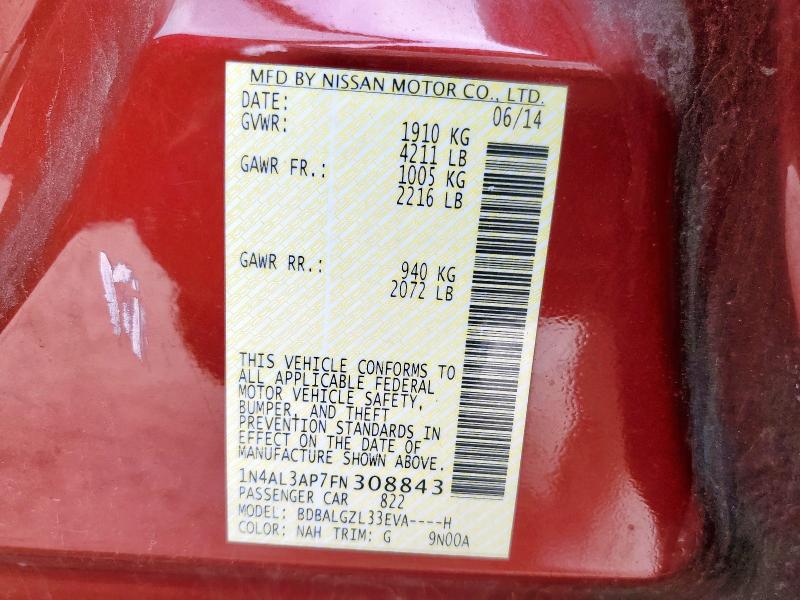 MFD BY NISSAN MOTOR CO., LTD.
DATE: 06/14
GVWR: 1910 KG
4211 LB
GAWR FR.: 1005 KG
2216 LB
GAWR RR.: 940 KG
2072 LB
THIS VEHICLE CONFORMS TO
ALL APPLICABLE FEDERAL
MOTOR VEHICLE SAFETY,
BUMPER, AND THEFT
PREVENTION STANDARDS IN
EFFECT ON THE DATE OF
MANUFACTURE SHOWN ABOVE.
1N4AL3AP7FN308843
PASSENGER CAR 822
MODEL: BDBALGZL33EVA----H
COLOR: NAH TRIM: G 9N00A